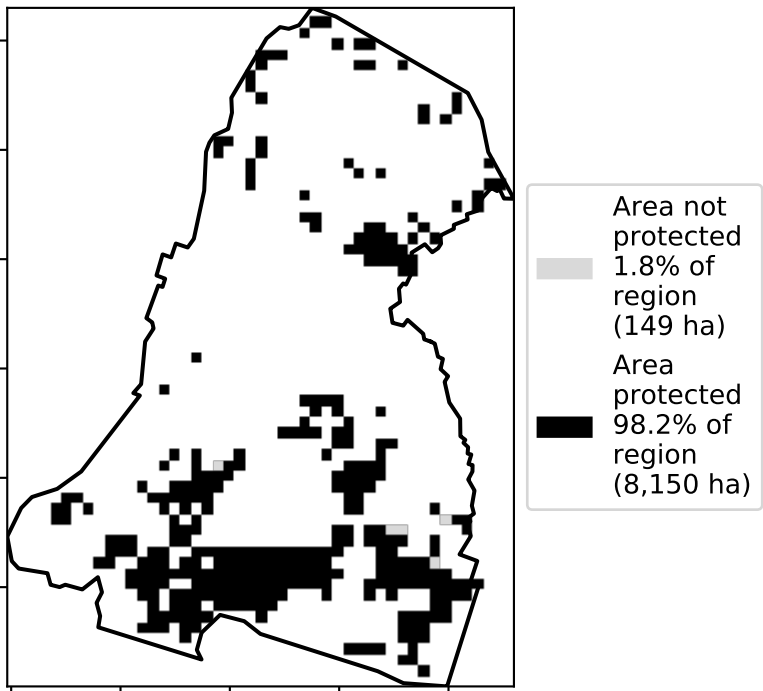 Area not
protected
1.8% of
region
(149 ha)
Area
protected
98.2% of
region
(8,150 ha)